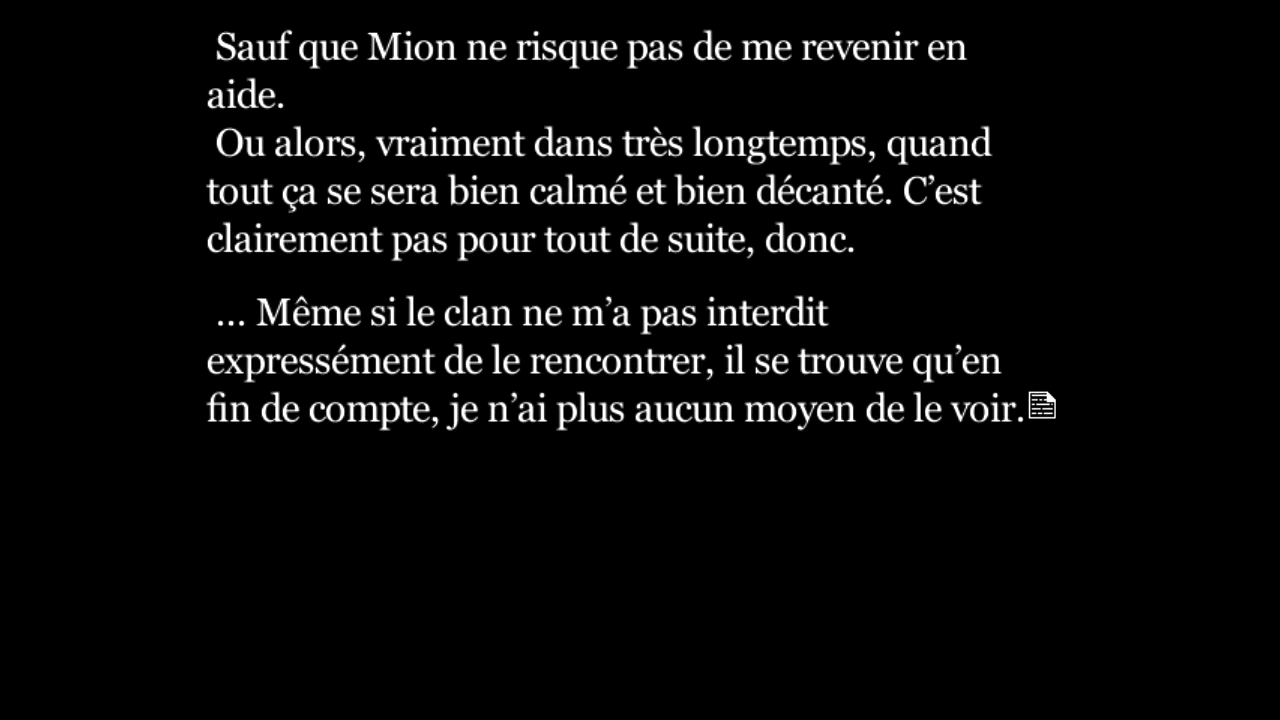 Sauf que Mion ne risque pas de me revenir en
aide.
Ou alors, vraiment dans très longtemps, quand
tout ça se sera bien calmé et bien décanté. C’est
clairement pas pour tout de suite, donc.
... Même si le clan ne m’a pas interdit
expressément de le rencontrer, il se trouve qu’en
fin de compte, je n’ai plus aucun moyen de le voir.